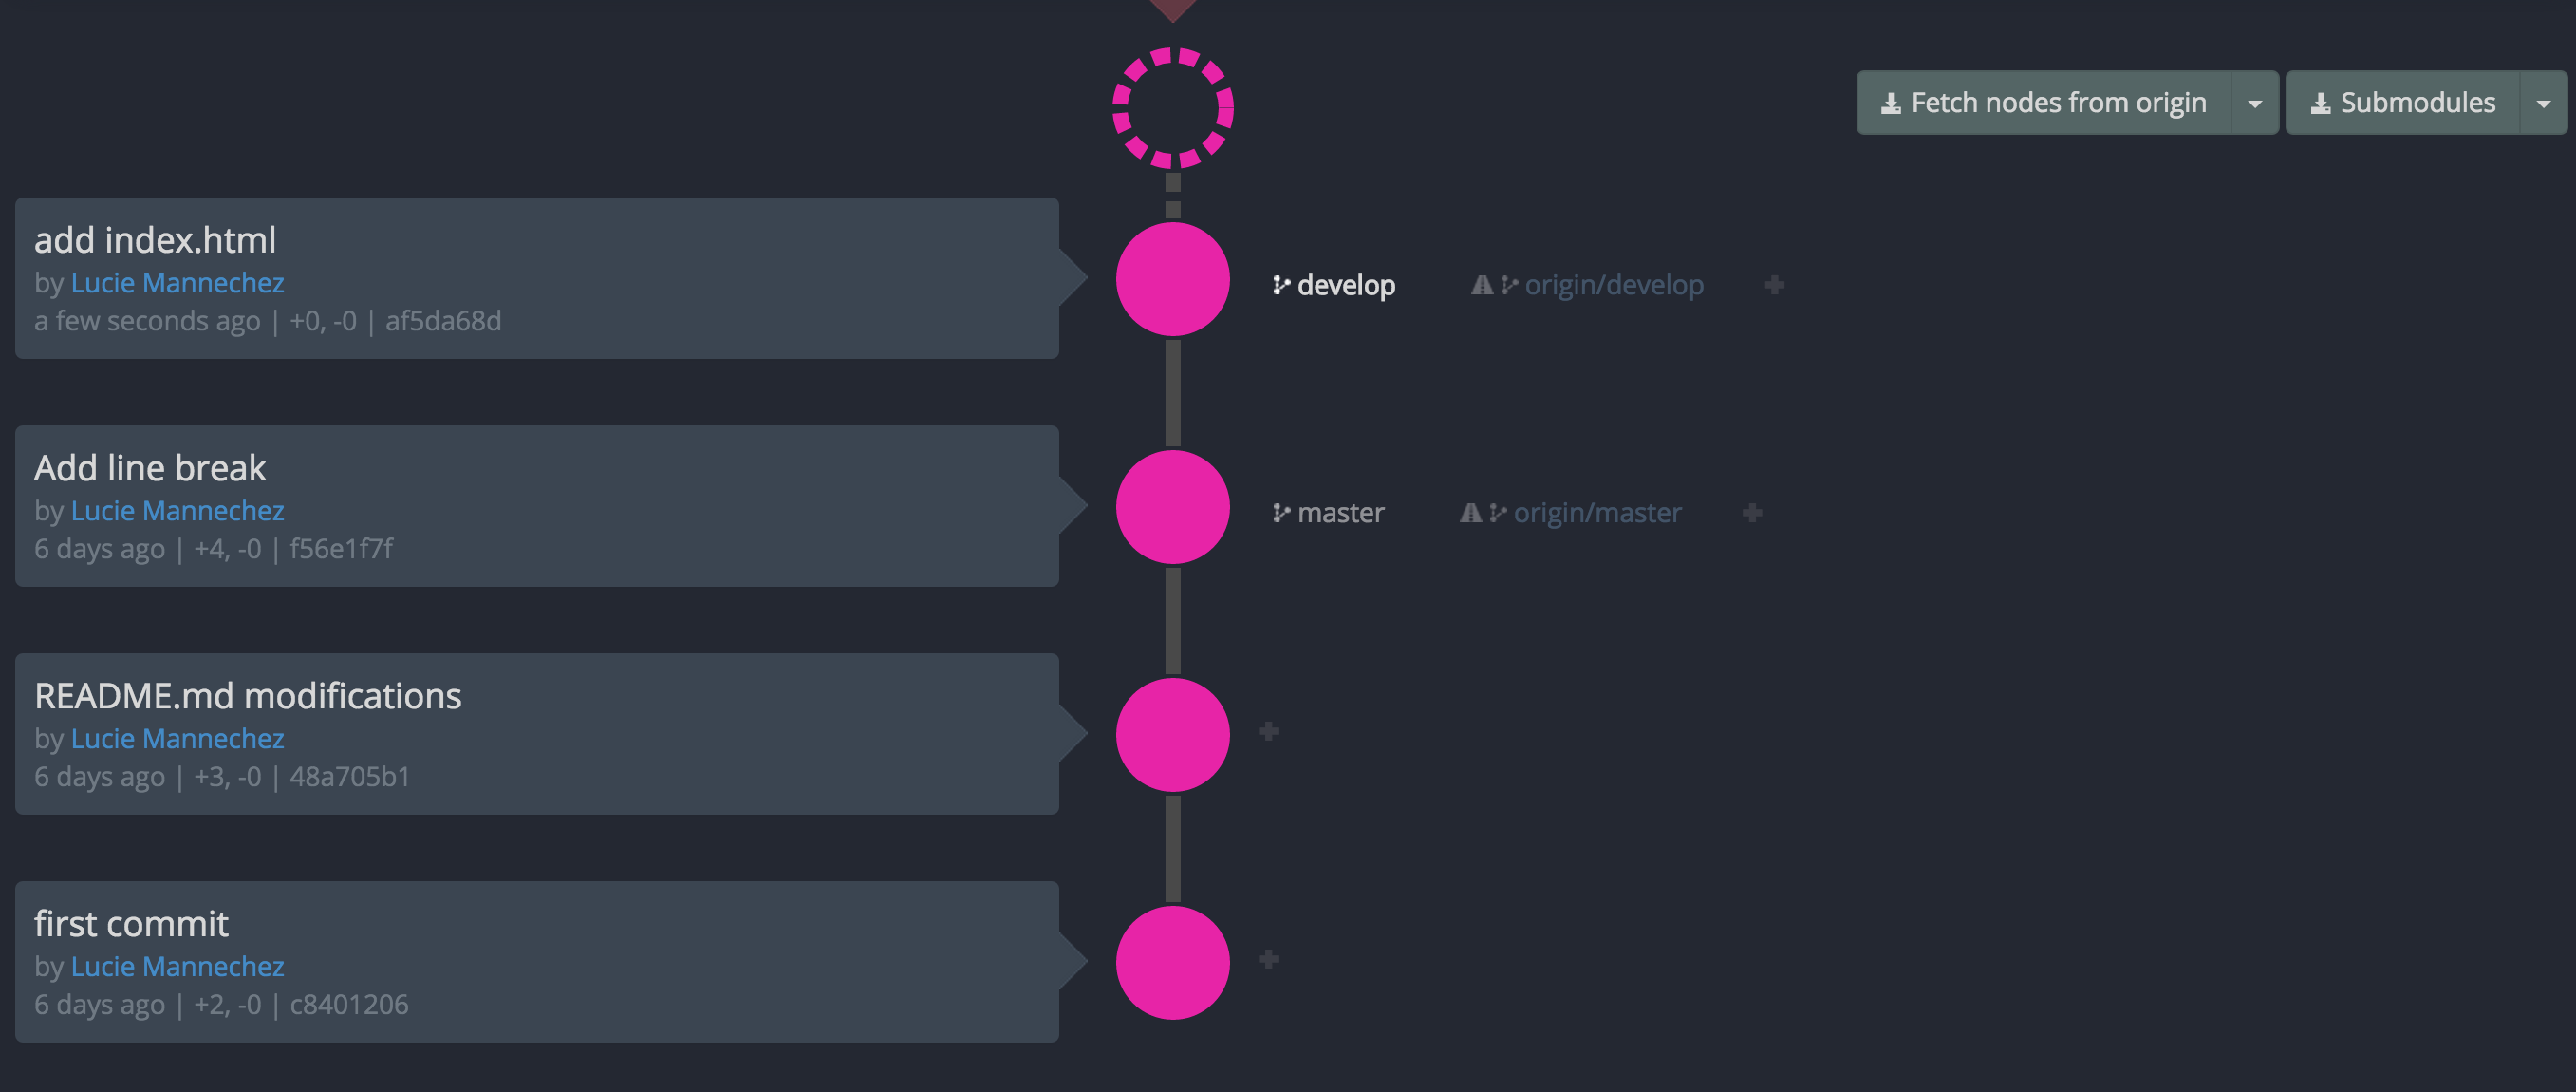 Fetch nodes from origin
Submodules
add index.html
by Lucie Mannechez
a few seconds ago | +0, -0 | af5da68d
develop
origin/develop
Add line break
by Lucie Mannechez
6 days ago | +4, -0 | f56e1f7f
master
origin/master
README.md modifications
by Lucie Mannechez
6 days ago | +3, -0 | 48a705b1
first commit
by Lucie Mannechez
6 days ago | +2, -0 | c8401206